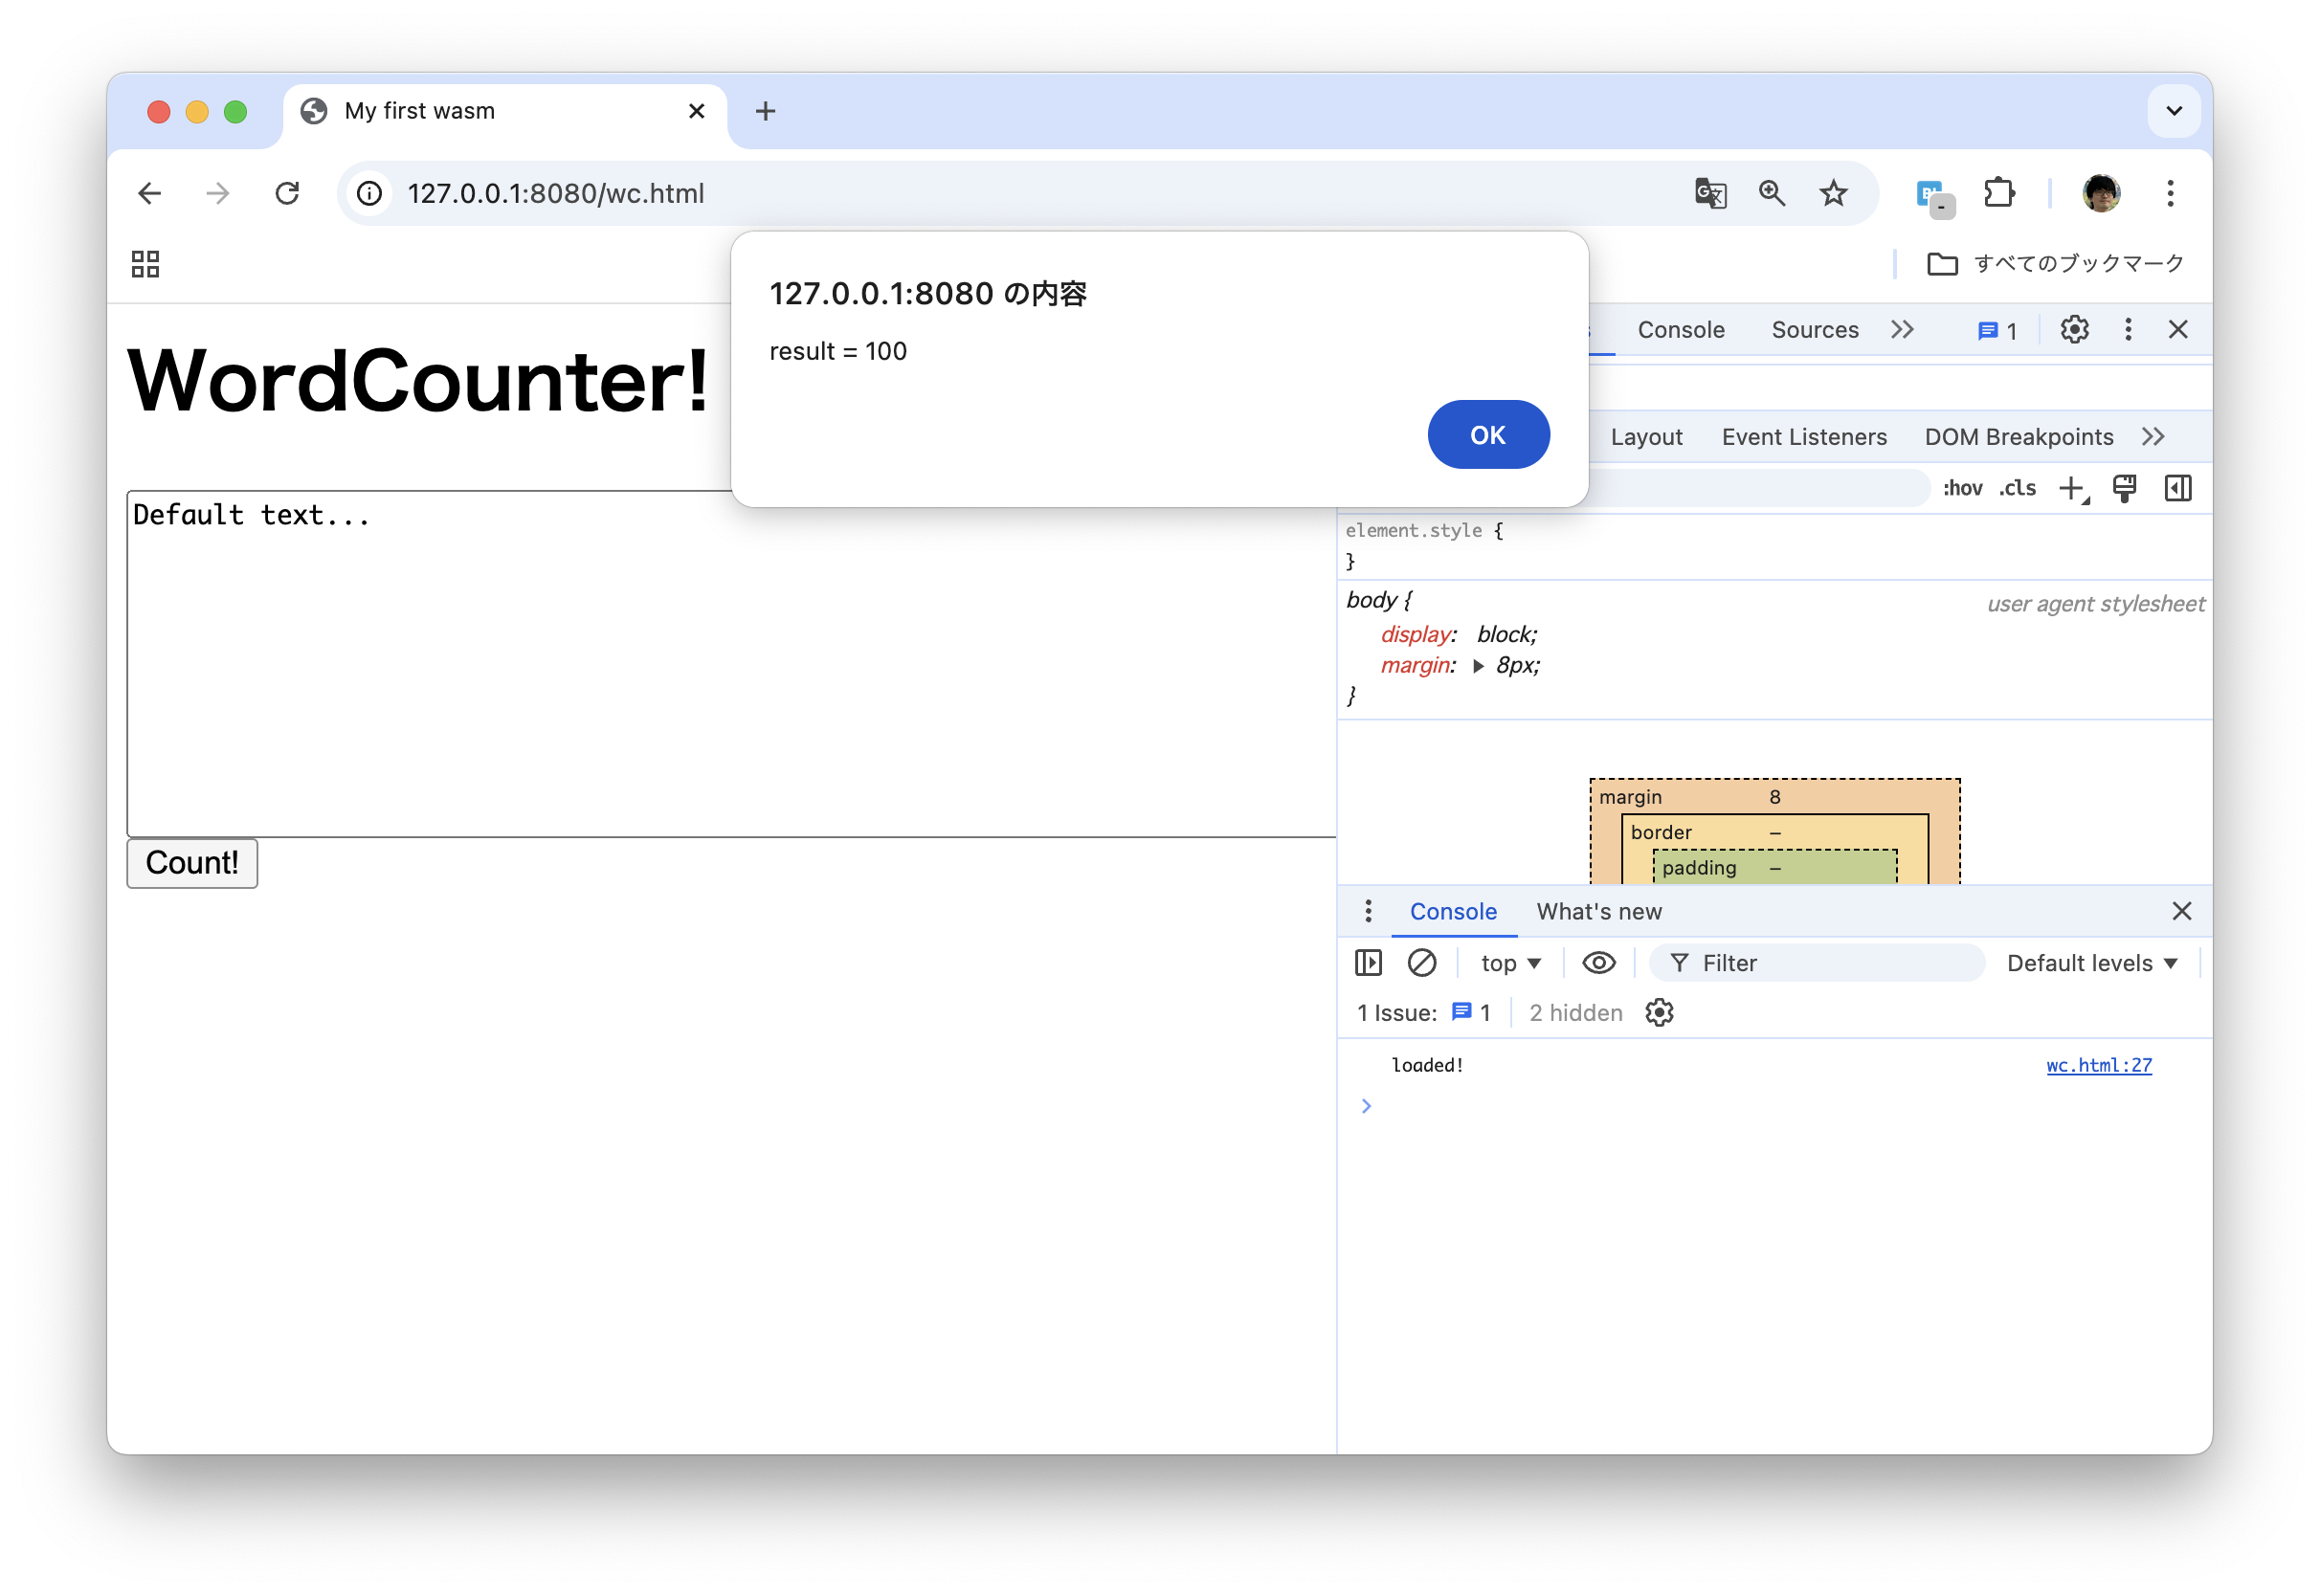 My first wasm
127.0.0.1:8080/wc.html
すべてのブックマーク
127.0.0.1:8080 の内容
result = 100
OK
WordCounter!
Default text...
Count!
Console
Sources
1
Layout
Event Listeners
DOM Breakpoints
:hov .cls
element.style {
}
body {
user agent stylesheet
display: block;
margin: 8px;
}
margin 8
border –
padding –
Console
What's new
top
Filter
Default levels
1 Issue: 1
2 hidden
loaded!
wc.html:27